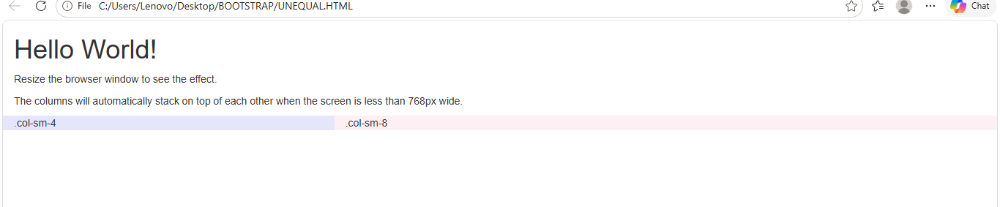 File C:/Users/Lenovo/Desktop/BOOTSTRAP/UNEQUAL.HTML Chat
Hello World!
Resize the browser window to see the effect.
The columns will automatically stack on top of each other when the screen is less than 768px wide.
.col-sm-4 .col-sm-8